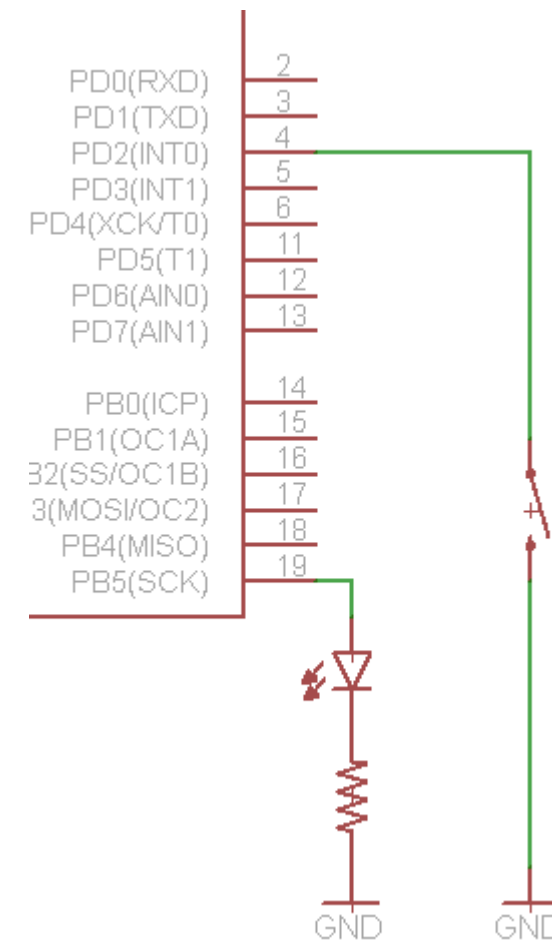 PD0(RXD) 2
PD1(TXD) 3
PD2(INT0) 4
PD3(INT1) 5
PD4(XCK/T0) 6
PD5(T1) 11
PD6(AIN0) 12
PD7(AIN1) 13
PB0(ICP) 14
PB1(OC1A) 15
B2(SS/OC1B) 16
3(MOSI/OC2) 17
PB4(MISO) 18
PB5(SCK) 19
GND GND